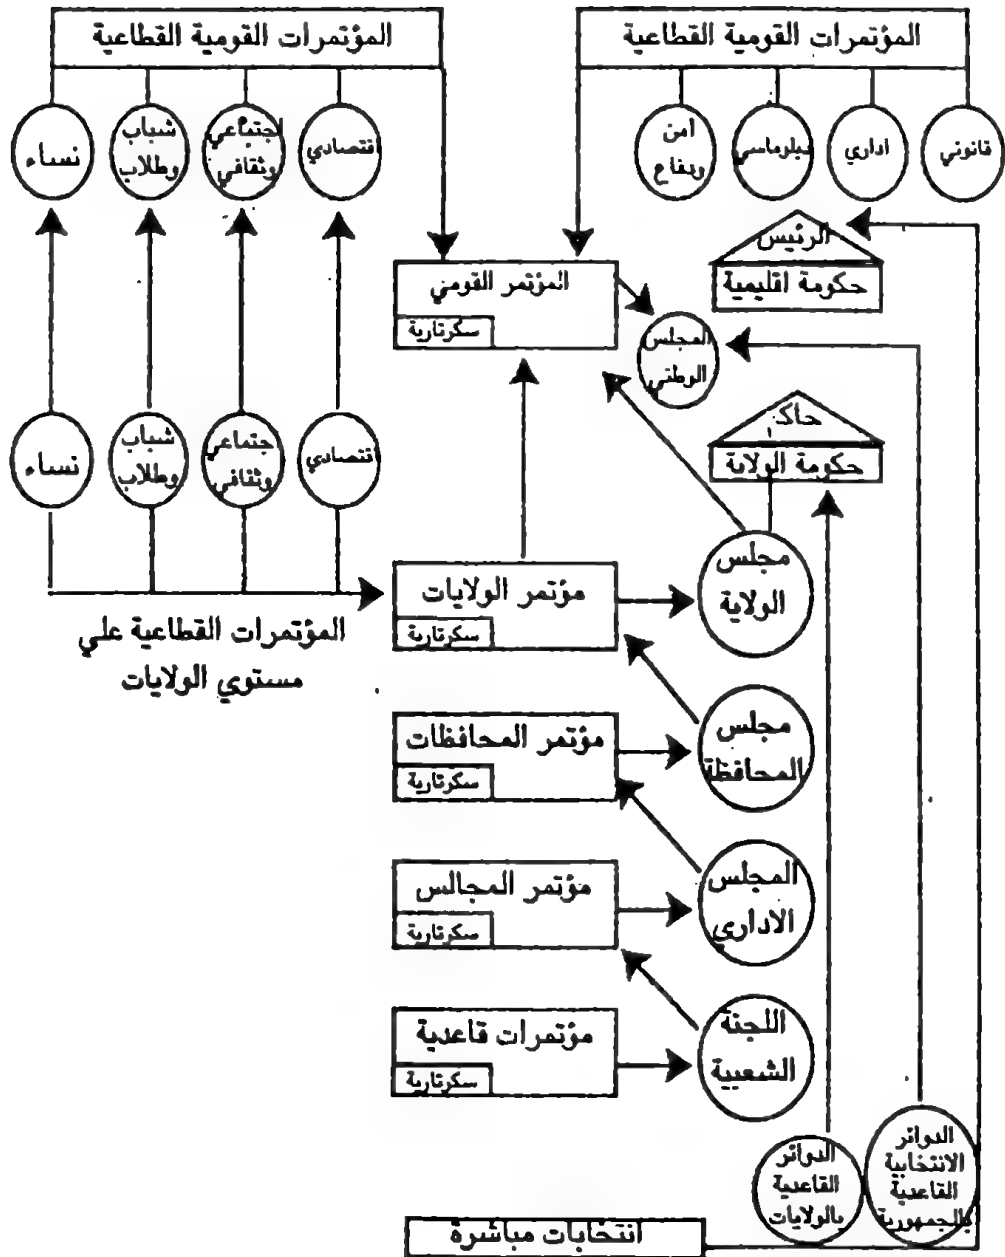 المؤتمرات القومية القطاعية
المؤتمرات القومية القطاعية
قانوني
اداري
دبلوماسي
امن
ودفاع
اقتصادي
اجتماعي
وثقافي
شباب
وطلاب
نساء
الرئيس
حكومة اقليمية
المؤتمر القومي
سكرتارية
المجلس
الوطني
حاكم
حكومة الولاية
اقتصادي
جتماعي
وثقافي
شباب
وطلاب
نساء
مجلس
الولاية
مؤتمر الولايات
سكرتارية
المؤتمرات القطاعية علي
مستوي الولايات
مجلس
المحافظة
مؤتمر المحافظات
سكرتارية
المجلس
الاداري
مؤتمر المجالس
سكرتارية
اللجنة
الشعبية
مؤتمرات قاعدية
سكرتارية
الدوائر
الانتخابية
القاعدية
بالجمهورية
الدوائر
القاعدية
بالولايات
انتخابات مباشرة